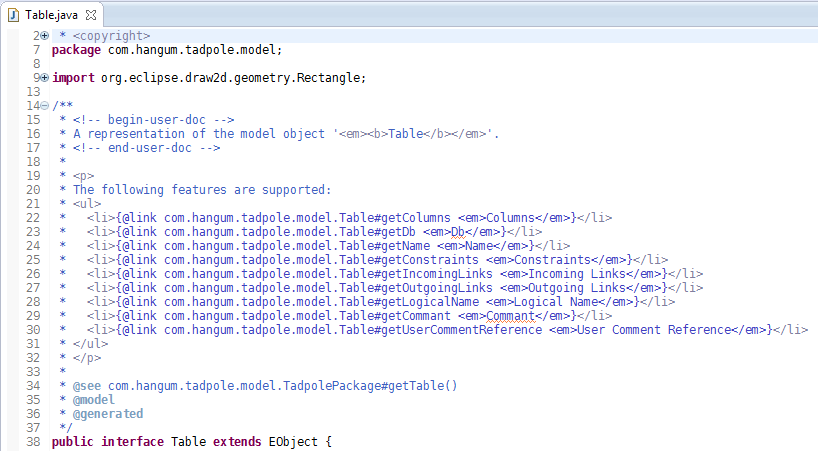 Table.java
2 * <copyright>
7 package com.hangum.tadpole.model;
8
9 import org.eclipse.draw2d.geometry.Rectangle;
13
14 /**
15 * <!-- begin-user-doc -->
16 * A representation of the model object '<em><b>Table</b></em>'.
17 * <!-- end-user-doc -->
18 *
19 * <p>
20 * The following features are supported:
21 * <ul>
22 *   <li>{@link com.hangum.tadpole.model.Table#getColumns <em>Columns</em>}</li>
23 *   <li>{@link com.hangum.tadpole.model.Table#getDb <em>Db</em>}</li>
24 *   <li>{@link com.hangum.tadpole.model.Table#getName <em>Name</em>}</li>
25 *   <li>{@link com.hangum.tadpole.model.Table#getConstraints <em>Constraints</em>}</li>
26 *   <li>{@link com.hangum.tadpole.model.Table#getIncomingLinks <em>Incoming Links</em>}</li>
27 *   <li>{@link com.hangum.tadpole.model.Table#getOutgoingLinks <em>Outgoing Links</em>}</li>
28 *   <li>{@link com.hangum.tadpole.model.Table#getLogicalName <em>Logical Name</em>}</li>
29 *   <li>{@link com.hangum.tadpole.model.Table#getCommant <em>Commant</em>}</li>
30 *   <li>{@link com.hangum.tadpole.model.Table#getUserCommentReference <em>User Comment Reference</em>}</li>
31 * </ul>
32 * </p>
33 *
34 * @see com.hangum.tadpole.model.TadpolePackage#getTable()
35 * @model
36 * @generated
37 */
38 public interface Table extends EObject {